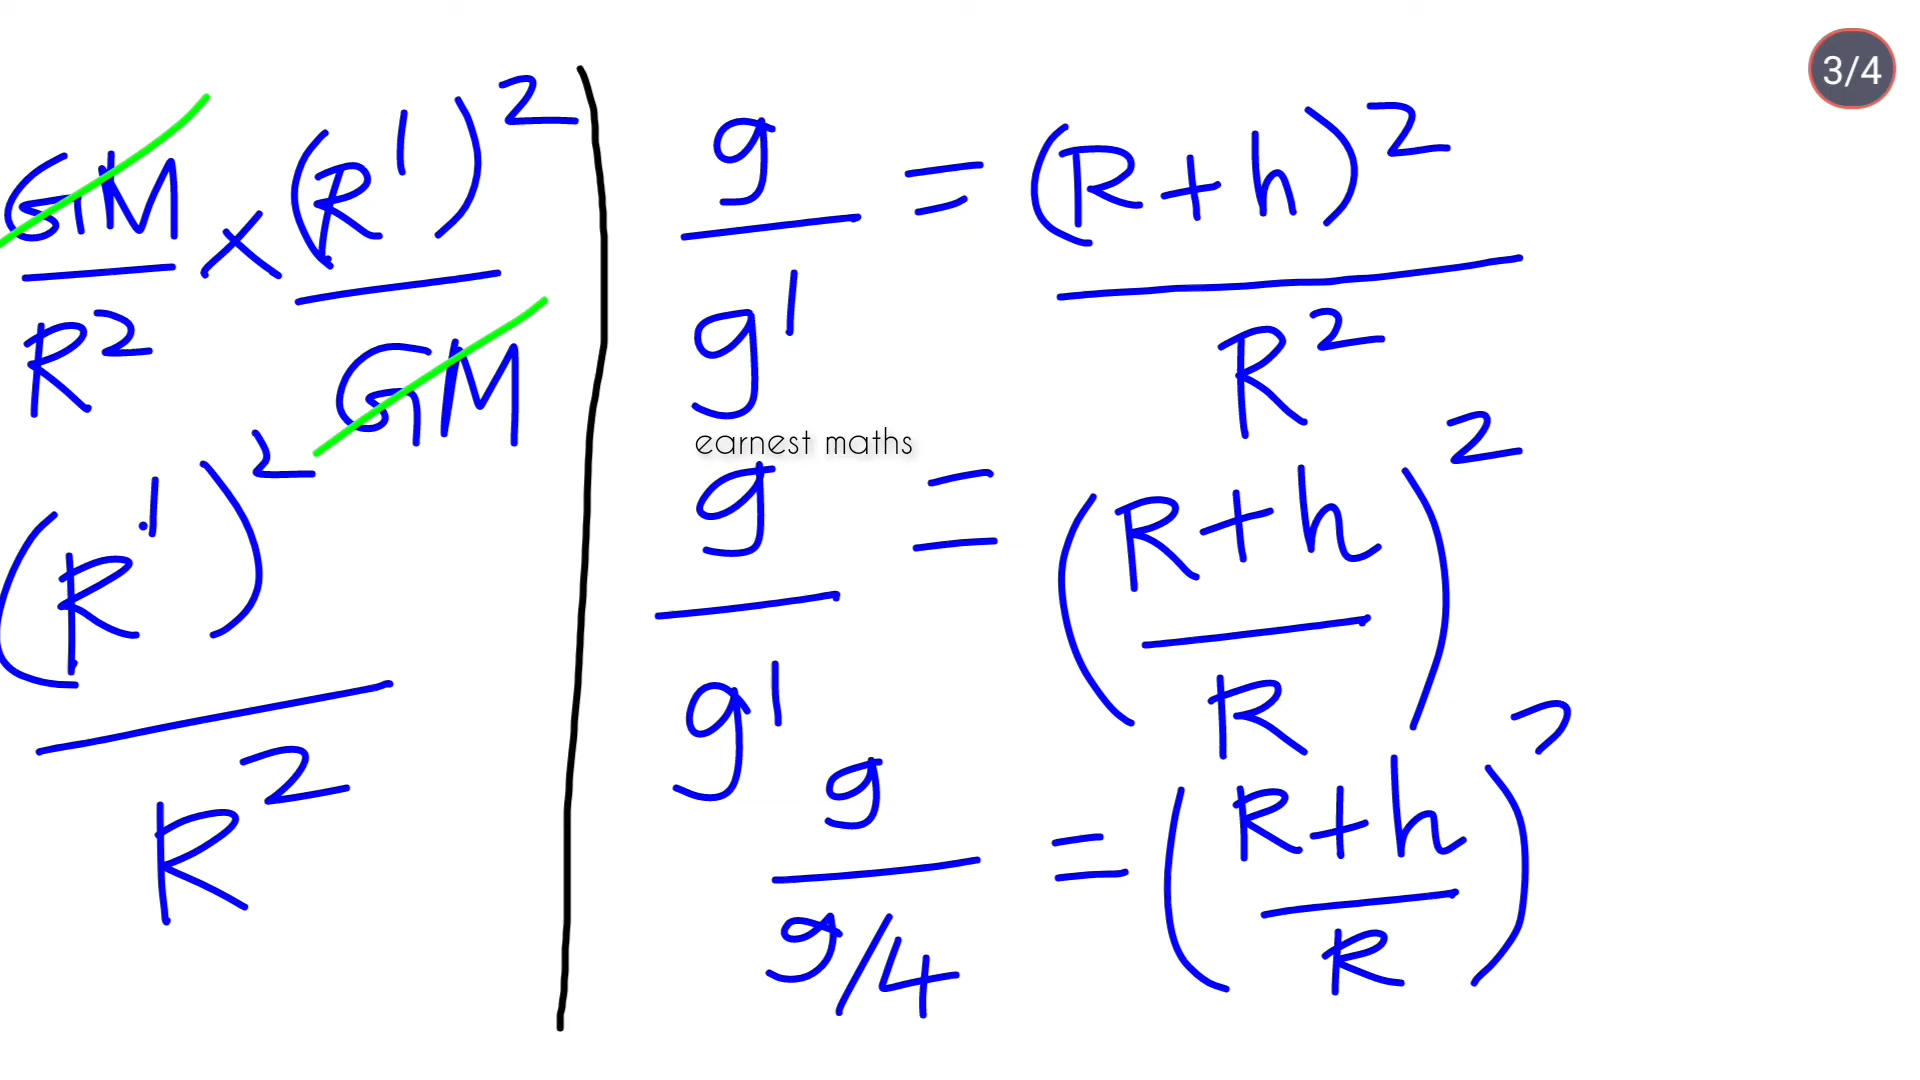 3/4
GM/R² × (R')²/GM
(R')²/R²
g/g' = (R+h)²/R²
earnest maths
g/g' = ((R+h)/R)²
g/(g/4) = ((R+h)/R)²